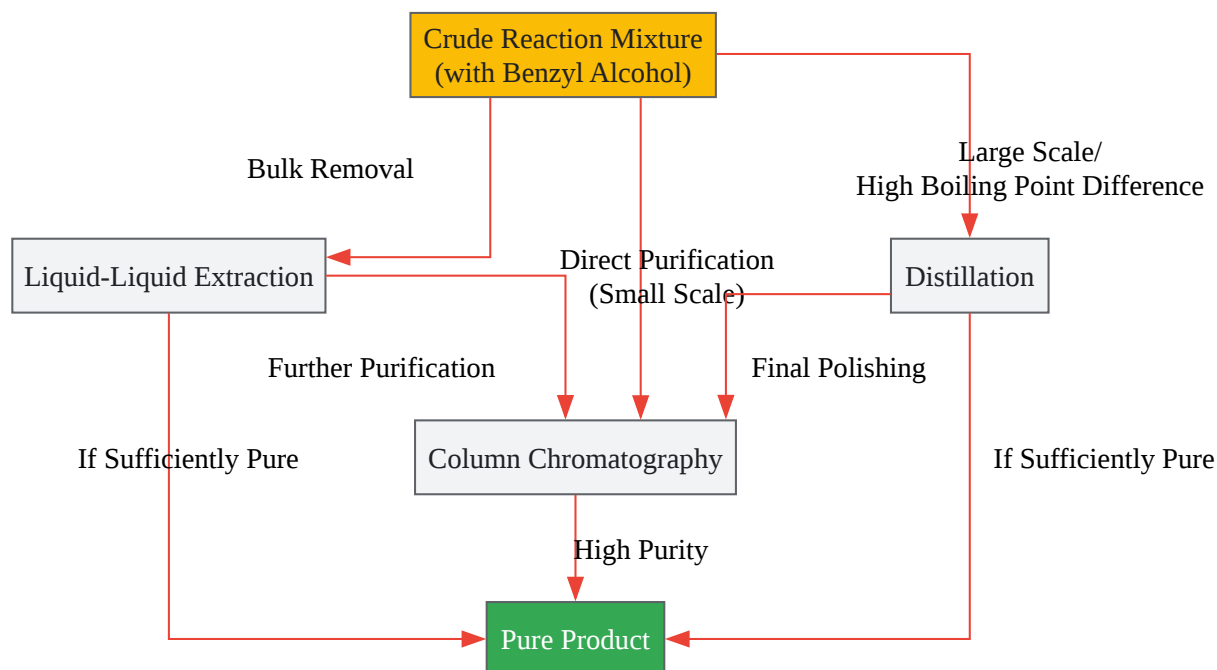 Crude Reaction Mixture
(with Benzyl Alcohol)
Bulk Removal
Large Scale/
High Boiling Point Difference
Liquid-Liquid Extraction
Direct Purification
(Small Scale)
Distillation
Further Purification
Final Polishing
If Sufficiently Pure
Column Chromatography
If Sufficiently Pure
High Purity
Pure Product